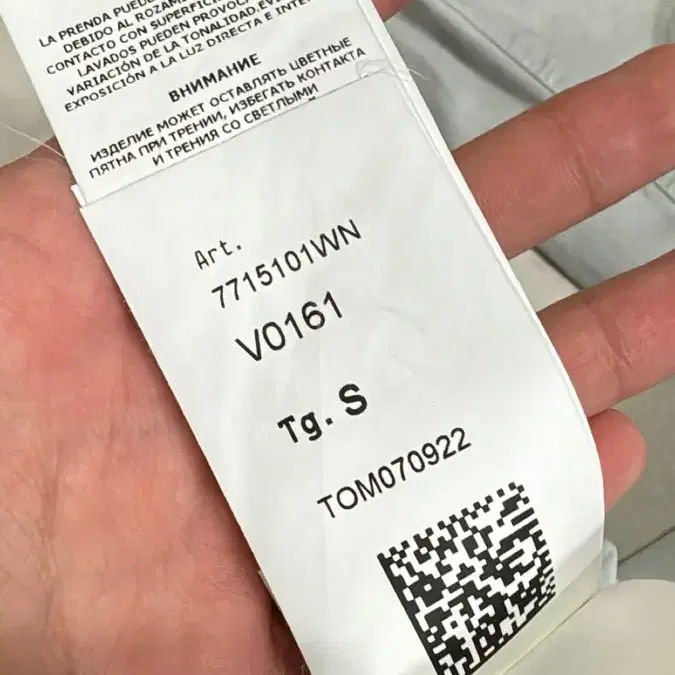 LA PRENDA PUEDE
DEBIDO AL ROZAM
CONTACTO CON SUPERFICI
LAVADOS PUEDEN PROVOC
VARIACIÓN DE LA TONALIDAD.EV
EXPOSICIÓN A LA LUZ DIRECTA E INTE
ВНИМАНИЕ
ИЗДЕЛИЕ МОЖЕТ ОСТАВЛЯТЬ ЦВЕТНЫЕ
ПЯТНА ПРИ ТРЕНИИ, ИЗБЕГАТЬ КОНТАКТА
И ТРЕНИЯ СО СВЕТЛЫМИ
Art.
7715101WN
V0161
Tg. S
TOM070922